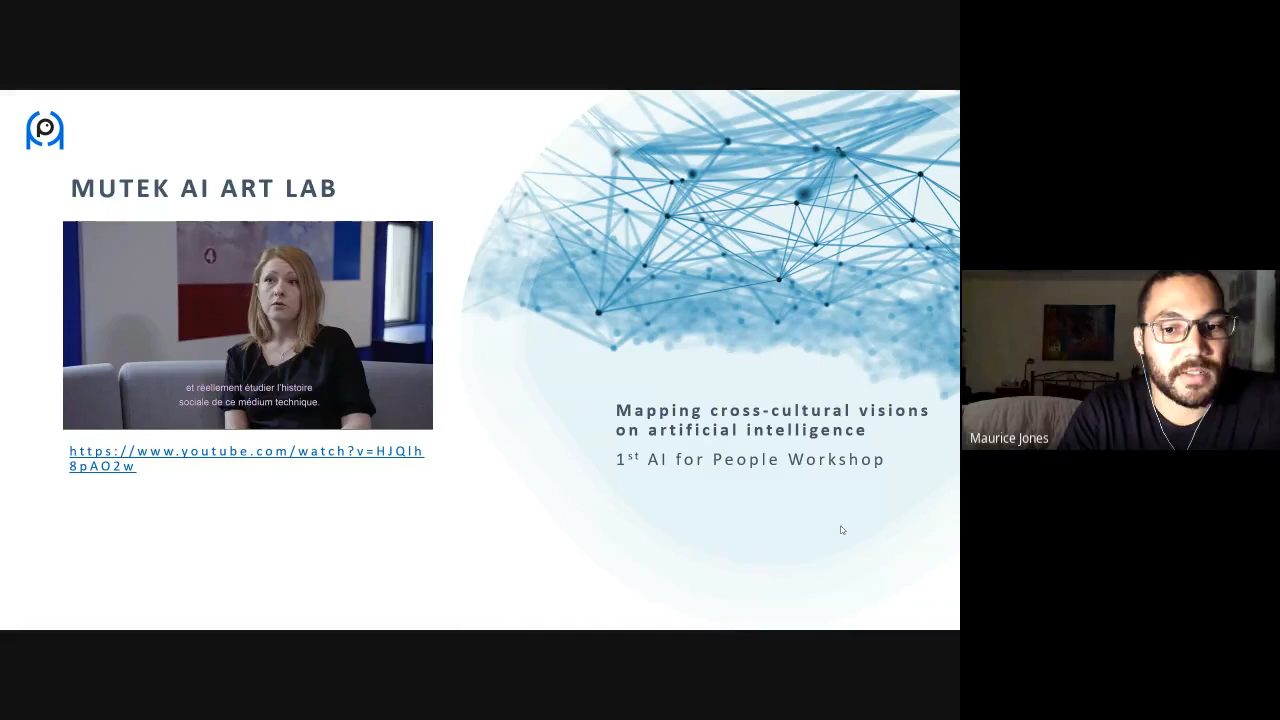 MUTEK AI ART LAB
et réellement étudier l'histoire
sociale de ce médium technique.
https://www.youtube.com/watch?v=HJQlh
8pAO2w
Mapping cross-cultural visions
on artificial intelligence
1st AI for People Workshop
Maurice Jones